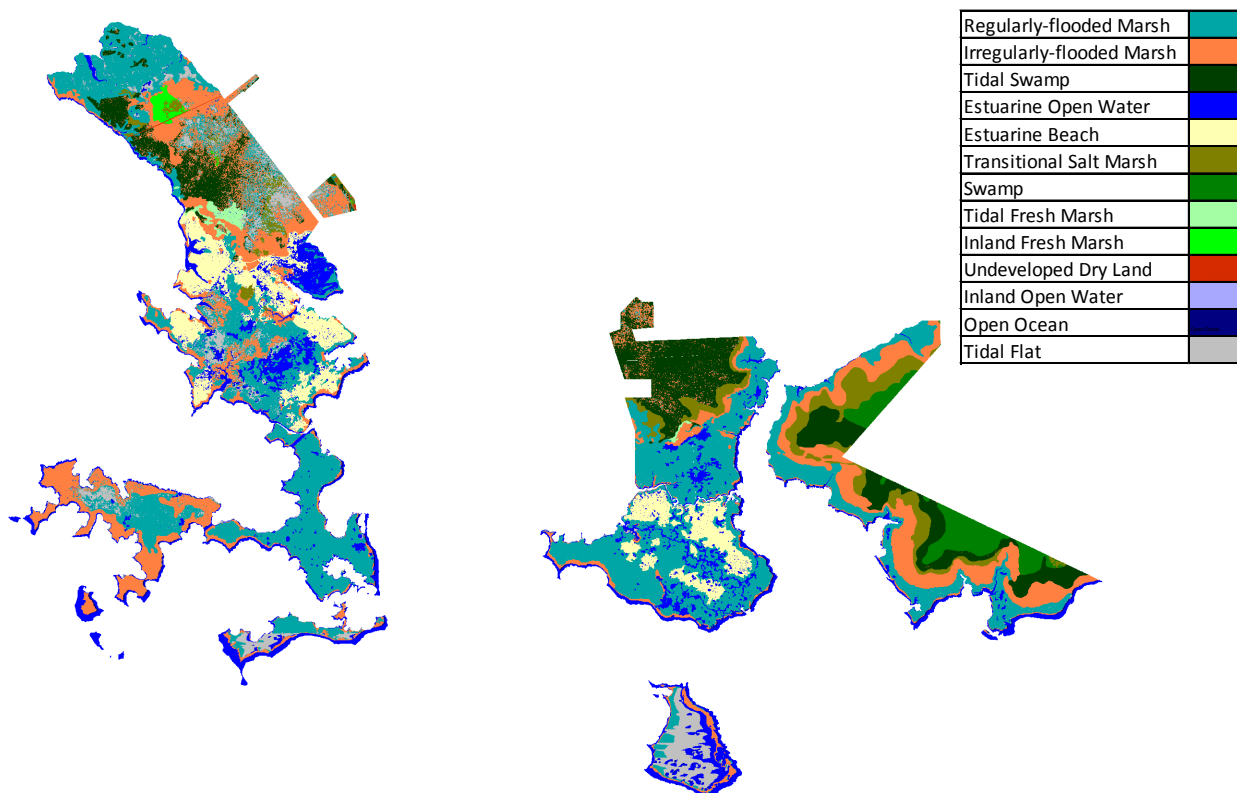 Regularly-flooded Marsh
Irregularly-flooded Marsh
Tidal Swamp
Estuarine Open Water
Estuarine Beach
Transitional Salt Marsh
Swamp
Tidal Fresh Marsh
Inland Fresh Marsh
Undeveloped Dry Land
Inland Open Water
Open Ocean
Tidal Flat